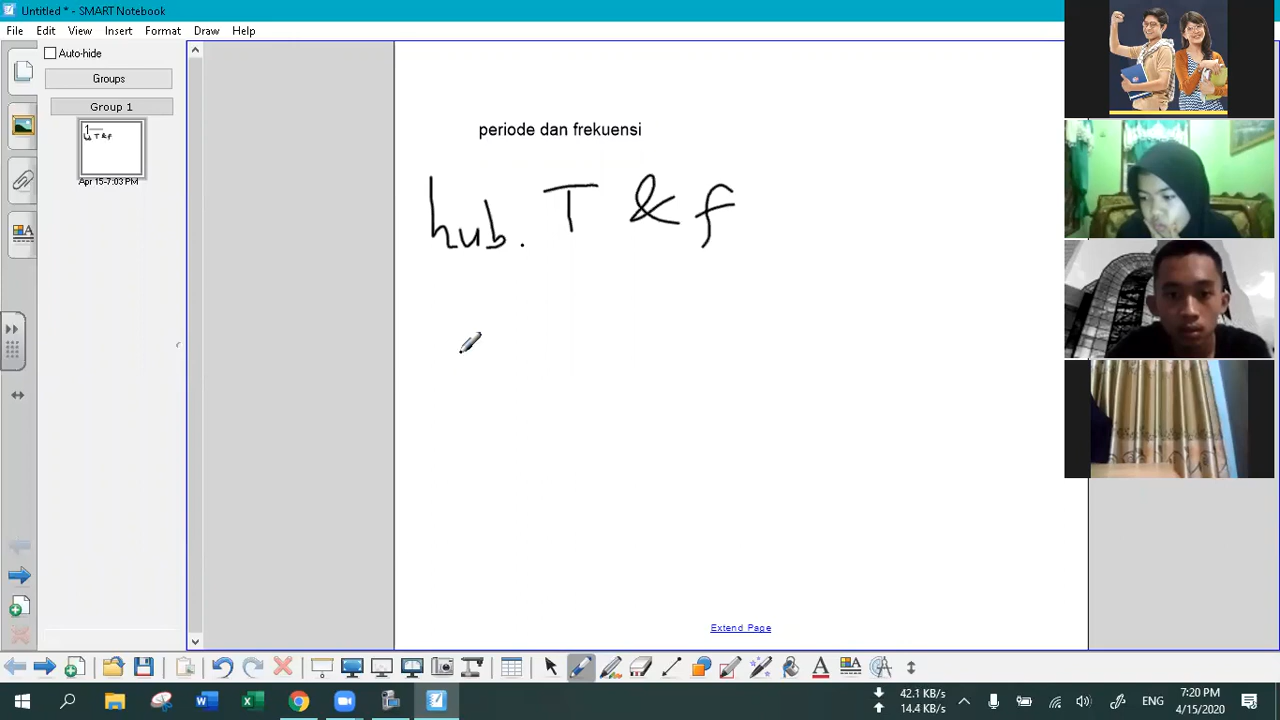 Untitled * - SMART Notebook
File Edit View Insert Format Draw Help
Auto-hide
Groups
Group 1
T & f
Apr 15-7:03 PM
periode dan frekuensi
hub. T & f
Extend Page
42.1 KB/s
14.4 KB/s
ENG
7:20 PM
4/15/2020